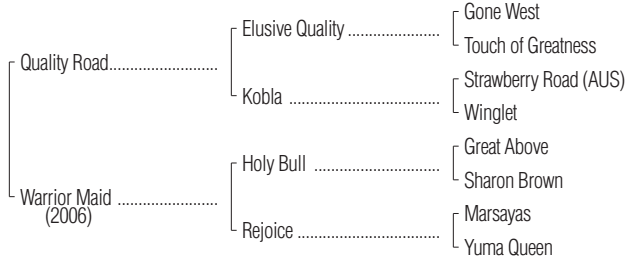 Gone West
Elusive Quality ....................
Touch of Greatness
Quality Road..........................
Strawberry Road (AUS)
Kobla ....................................
Winglet
Great Above
Holy Bull ..............................
Sharon Brown
Warrior Maid ........................
(2006)
Marsayas
Rejoice ..................................
Yuma Queen